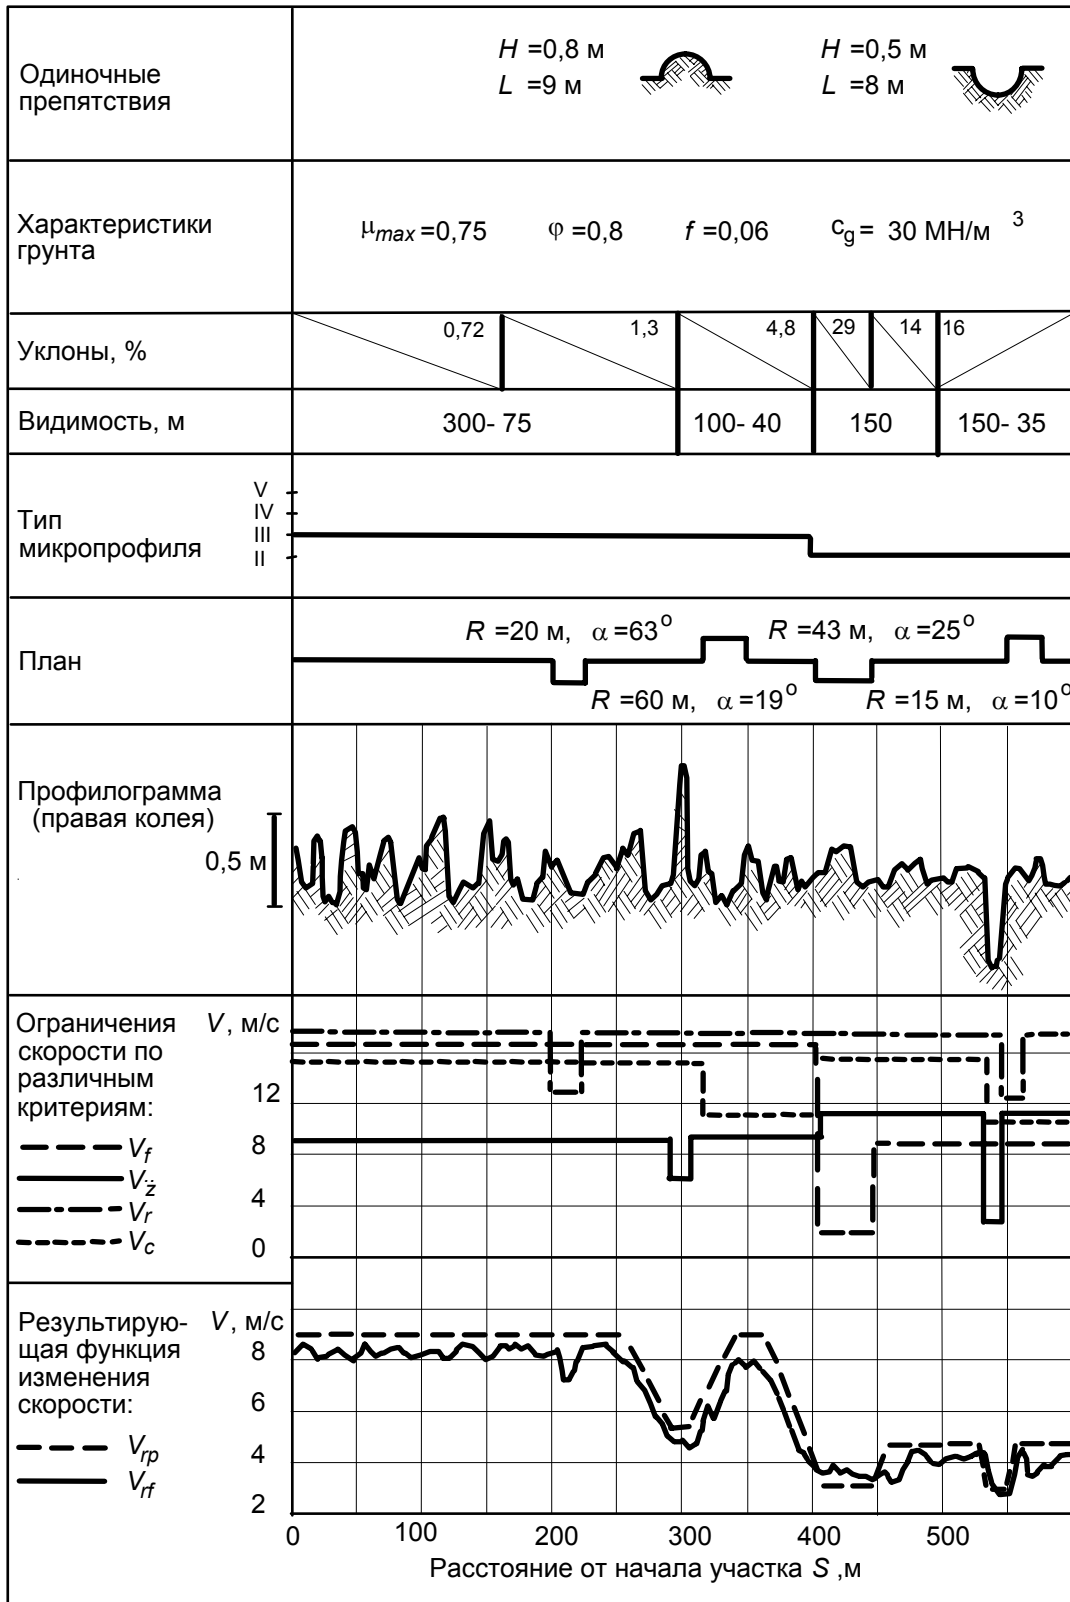 Одиночные
препятствия
H =0,8 м
L =9 м
H =0,5 м
L =8 м
Характеристики
грунта
μmax =0,75 φ =0,8 f =0,06 cg = 30 МН/м 3
Уклоны, %
0,72 1,3 4,8 29 14 16
Видимость, м
300- 75 100- 40 150 150- 35
Тип
микропрофиля
V
IV
III
II
План
R =20 м, α =63° R =43 м, α =25°
R =60 м, α =19° R =15 м, α =10°
Профилограмма
(правая колея)
0,5 м
Ограничения
скорости по
различным
критериям:
Vf
Vz̈
Vr
Vc
V, м/с
12
8
4
0
Результирую-
щая функция
изменения
скорости:
Vrp
Vrf
V, м/с
8
6
4
2
0 100 200 300 400 500
Расстояние от начала участка S ,м